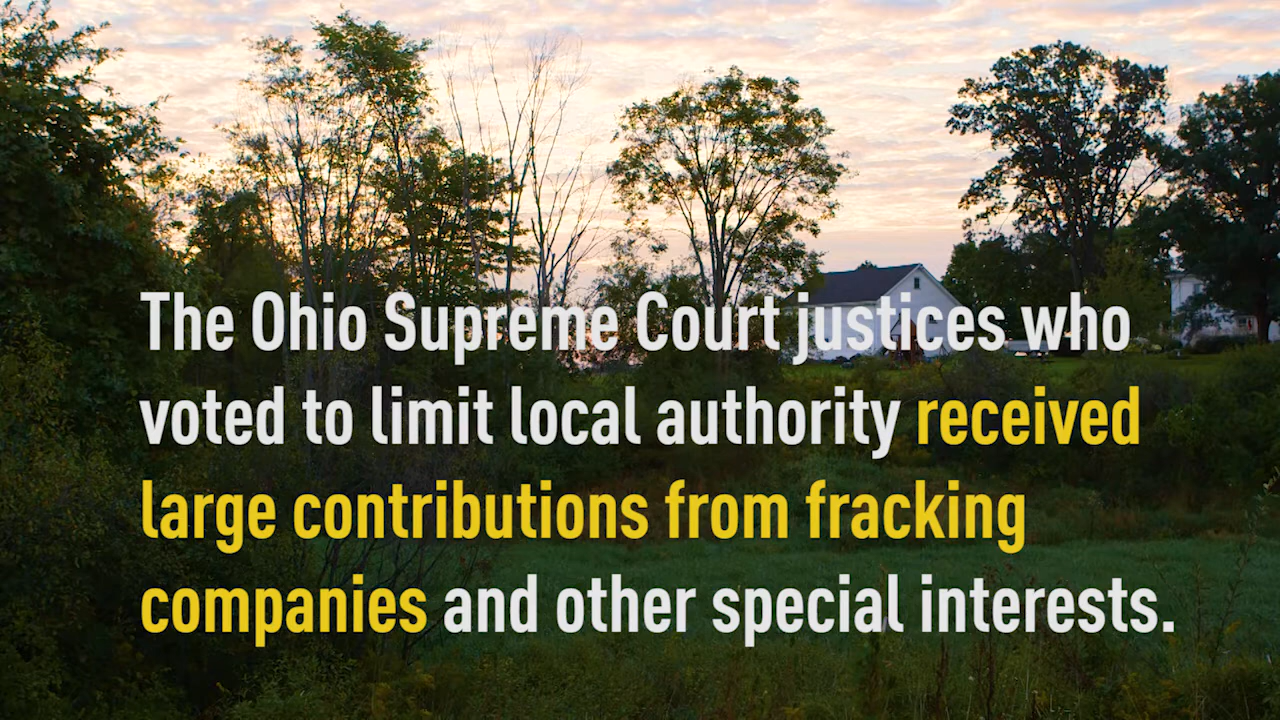 The Ohio Supreme Court justices who
voted to limit local authority received
large contributions from fracking
companies and other special interests.